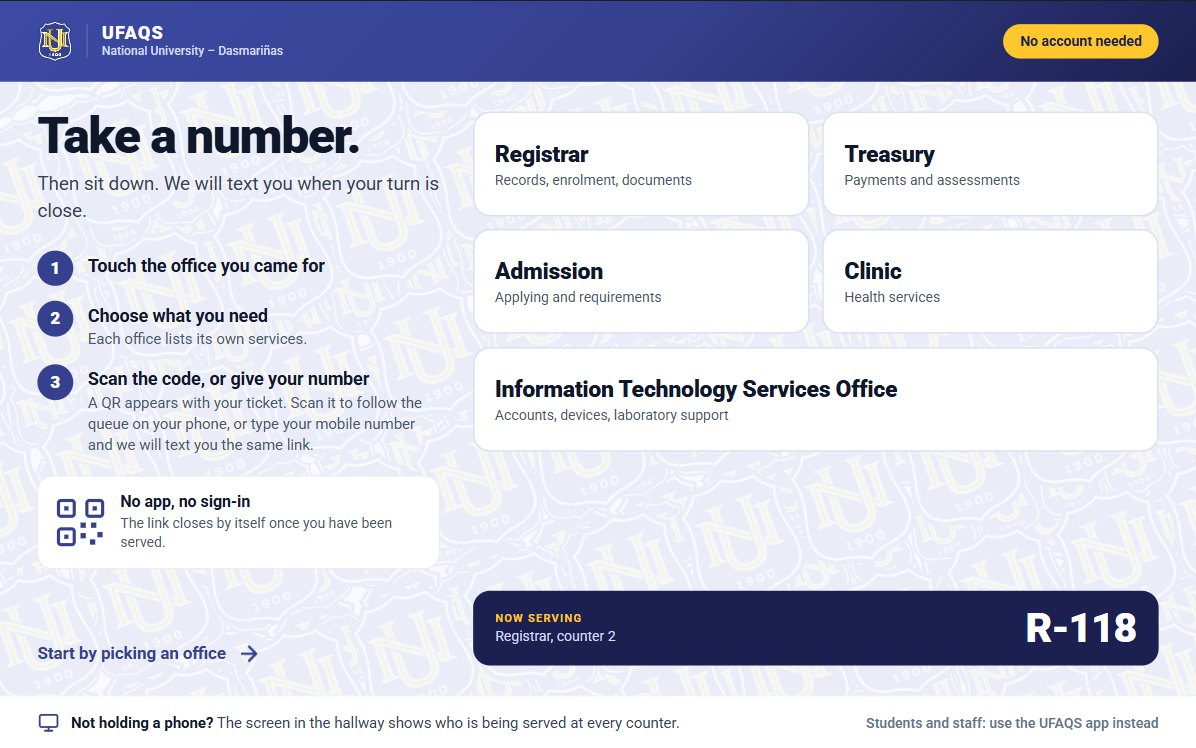 UFAQS
National University – Dasmariñas
No account needed
Take a number.
Then sit down. We will text you when your turn is
close.
1
Touch the office you came for
2
Choose what you need
Each office lists its own services.
3
Scan the code, or give your number
A QR appears with your ticket. Scan it to follow the
queue on your phone, or type your mobile number
and we will text you the same link.
No app, no sign-in
The link closes by itself once you have been
served.
Start by picking an office
Registrar
Records, enrolment, documents
Treasury
Payments and assessments
Admission
Applying and requirements
Clinic
Health services
Information Technology Services Office
Accounts, devices, laboratory support
NOW SERVING
Registrar, counter 2
R-118
Not holding a phone? The screen in the hallway shows who is being served at every counter.
Students and staff: use the UFAQS app instead